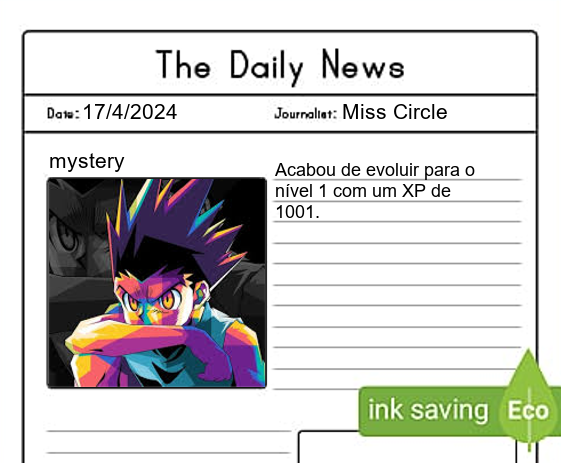 The Daily News
Date: 17/4/2024 Journalist: Miss Circle
mystery
Acabou de evoluir para o
nível 1 com um XP de
1001.
ink saving Eco